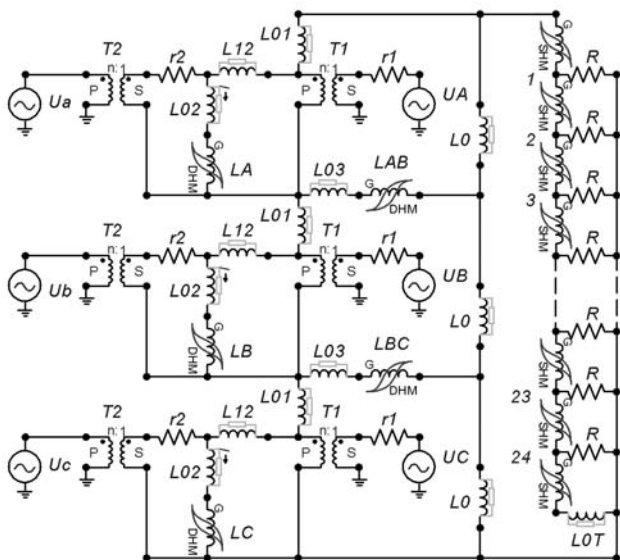 L01
T2 r2 L12 T1 r1 G
n:1 n:1 SHM R
P S P S 1
Ua L02 UA G
G L0 SHM
LA 2 R
DHM L03 LAB G
G SHM
DHM 3 R
L01 G
T2 r2 L12 T1 r1 SHM
n:1 n:1 R
P S P S
Ub L02 UB
G L0
LB R
DHM L03 LBC G
G SHM
DHM 23 R
L01 G
T2 r2 L12 T1 r1 SHM
n:1 n:1 24 R
P S P S G
Uc L02 UC SHM
G L0
LC L0T
DHM